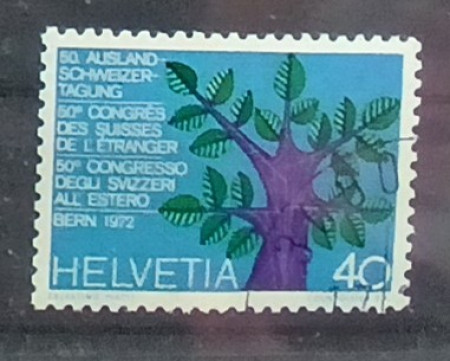 50. AUSLAND-
SCHWEIZER-
TAGUNG
50e CONGRÈS
DES SUISSES
DE L'ÉTRANGER
50o CONGRESSO
DEGLI SVIZZERI
ALL'ESTERO
BERN 1972
HELVETIA 40